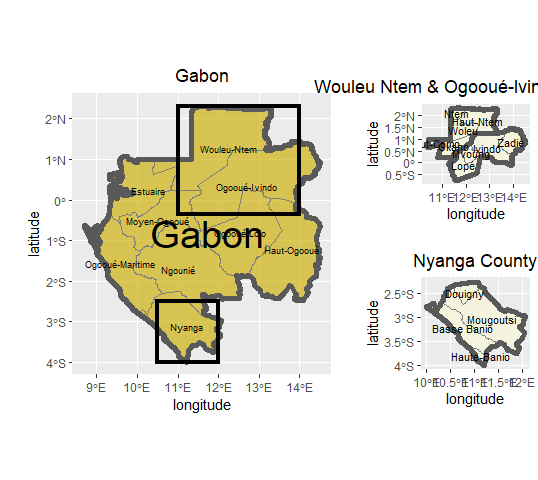 Gabon
2°N
1°N
0°
1°S
2°S
3°S
4°S
9°E 10°E 11°E 12°E 13°E 14°E
longitude
latitude
Wouleu-Ntem
Estuaire
Ogooué-Ivindo
Moyen-Ogooué
Gabon
Ogooué-Lolo
Haut-Ogooué
Ogooué-Maritime
Ngounié
Nyanga
Wouleu Ntem & Ogooué-Ivin
2°N
1.5°N
1°N
0.5°N
0°
0.5°S
11°E 12°E 13°E 14°E
longitude
latitude
Ntem
Haut-Ntem
Woleu
Zadié
Ivindo
Mvoung
Lopé
Nyanga County
2.5°S
3°S
3.5°S
4°S
10°E 10.5°E 11°E 11.5°E 12°E
longitude
latitude
Douigny
Mougoutsi
Basse Banio
Haute-Banio